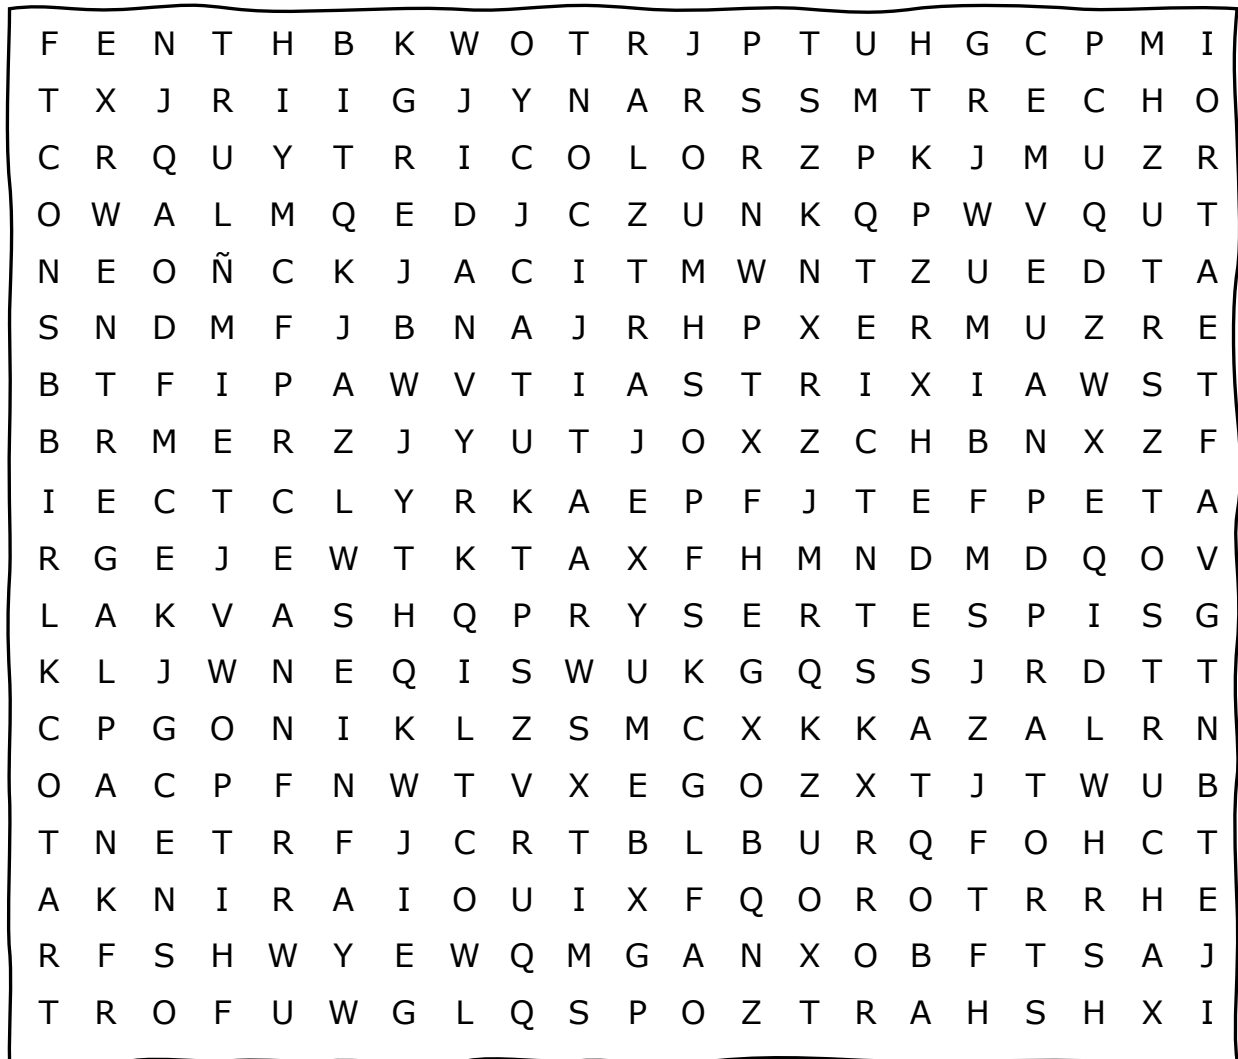 F E N T H B K W O T R J P T U H G C P M I
T X J R I I G J Y N A R S S M T R E C H O
C R Q U Y T R I C O L O R Z P K J M U Z R
O W A L M Q E D J C Z U N K Q P W V Q U T
N E O Ñ C K J A C I T M W N T Z U E D T A
S N D M F J B N A J R H P X E R M U Z R E
B T F I P A W V T I A S T R I X I A W S T
B R M E R Z J Y U T J O X Z C H B N X Z F
I E C T C L Y R K A E P F J T E F P E T A
R G E J E W T K T A X F H M N D M D Q O V
L A K V A S H Q P R Y S E R T E S P I S G
K L J W N E Q I S W U K G Q S S J R D T T
C P G O N I K L Z S M C X K K A Z A L R N
O A C P F N W T V X E G O Z X T J T W U B
T N E T R F J C R T B L B U R Q F O H C T
A K N I R A I O U I X F Q O R O T R R H E
R F S H W Y E W Q M G A N X O B F T S A J
T R O F U W G L Q S P O Z T R A H S H X I